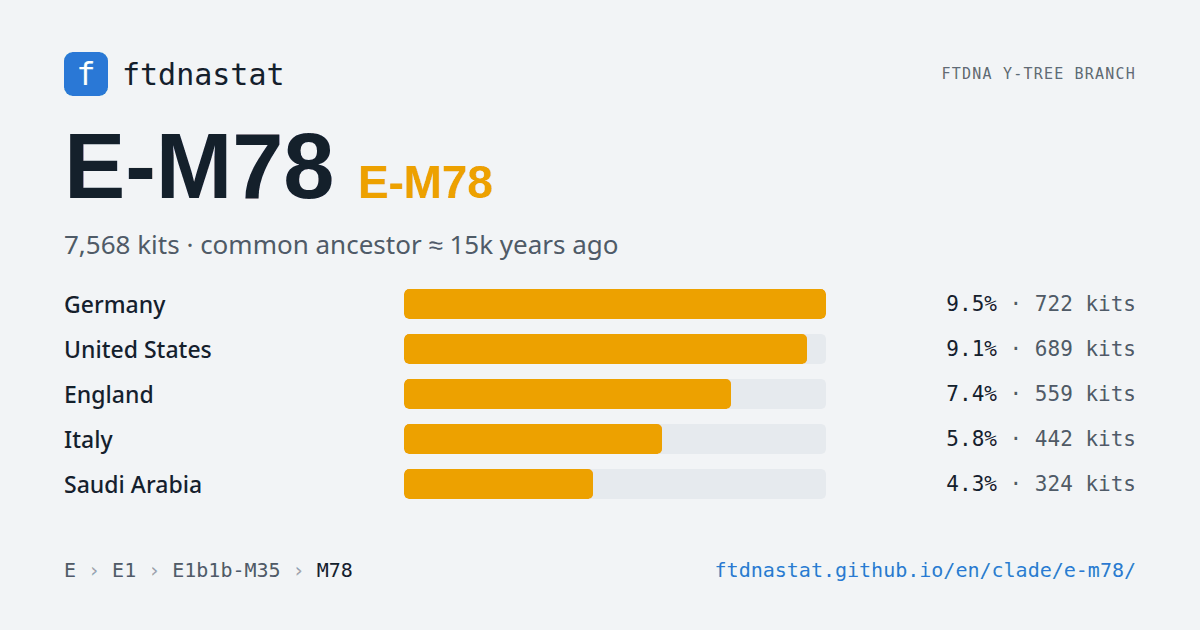 f ftdnastat
FTDNA Y-TREE BRANCH
E-M78 E-M78
7,568 kits · common ancestor ≈ 15k years ago
Germany 9.5% · 722 kits
United States 9.1% · 689 kits
England 7.4% · 559 kits
Italy 5.8% · 442 kits
Saudi Arabia 4.3% · 324 kits
E › E1 › E1b1b-M35 › M78
ftdnastat.github.io/en/clade/e-m78/